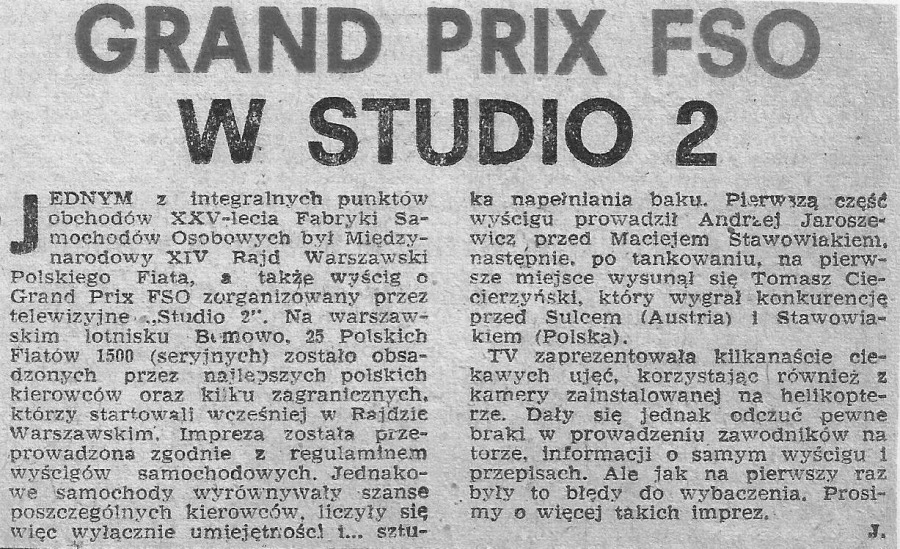 GRAND PRIX FSO
W STUDIO 2
JEDNYM z integralnych punktów
obchodów XXV-lecia Fabryki Sa-
mochodów Osobowych był Między-
narodowy XIV Rajd Warszawski
Polskiego Fiata, a także wyścig o
Grand Prix FSO zorganizowany przez
telewizyjne „Studio 2". Na warszaw-
skim lotnisku Bemowo, 25 Polskich
Fiatów 1500 (seryjnych) zostało obsa-
dzonych przez najlepszych polskich
kierowców oraz kilku zagranicznych,
którzy startowali wcześniej w Rajdzie
Warszawskim. Impreza została prze-
prowadzona zgodnie z regulaminem
wyścigów samochodowych. Jednako-
we samochody wyrównywały szanse
poszczególnych kierowców, liczyły się
więc wyłacznie umiejętności i... sztu-
ka napełniania baku. Pierwszą część
wyścigu prowadził Andrzej Jarosze-
wicz przed Maciejem Stawowiakiem,
następnie, po tankowaniu, na pierw-
sze miejsce wysunął się Tomasz Cie-
cierzyński, który wygrał konkurencję
przed Sulcem (Austria) i Stawowia-
kiem (Polska).
TV zaprezentowała kilkanaście cie-
kawych ujęć, korzystając również z
kamery zainstalowanej na helikopte-
rze. Dały się jednak odczuć pewne
braki w prowadzeniu zawodników na
torze, informacji o samym wyścigu i
przepisach. Ale jak na pierwszy raz
były to błędy do wybaczenia. Prosi-
my o więcej takich imprez.
J.